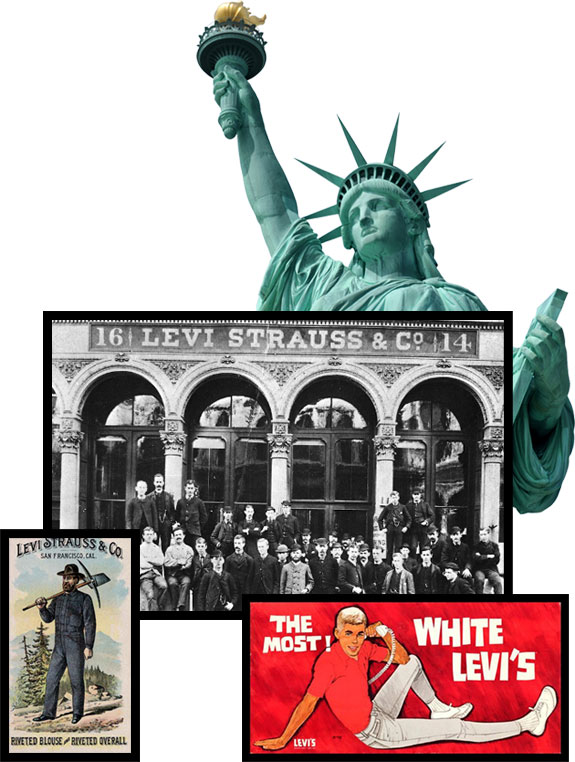 16 LEVI STRAUSS & Cº 14
LEVI STRAUSS & CO.
SAN FRANCISCO, CAL.
RIVETED BLOUSE AND RIVETED OVERALL
THE
MOST!
WHITE
LEVI'S
LEVI'S